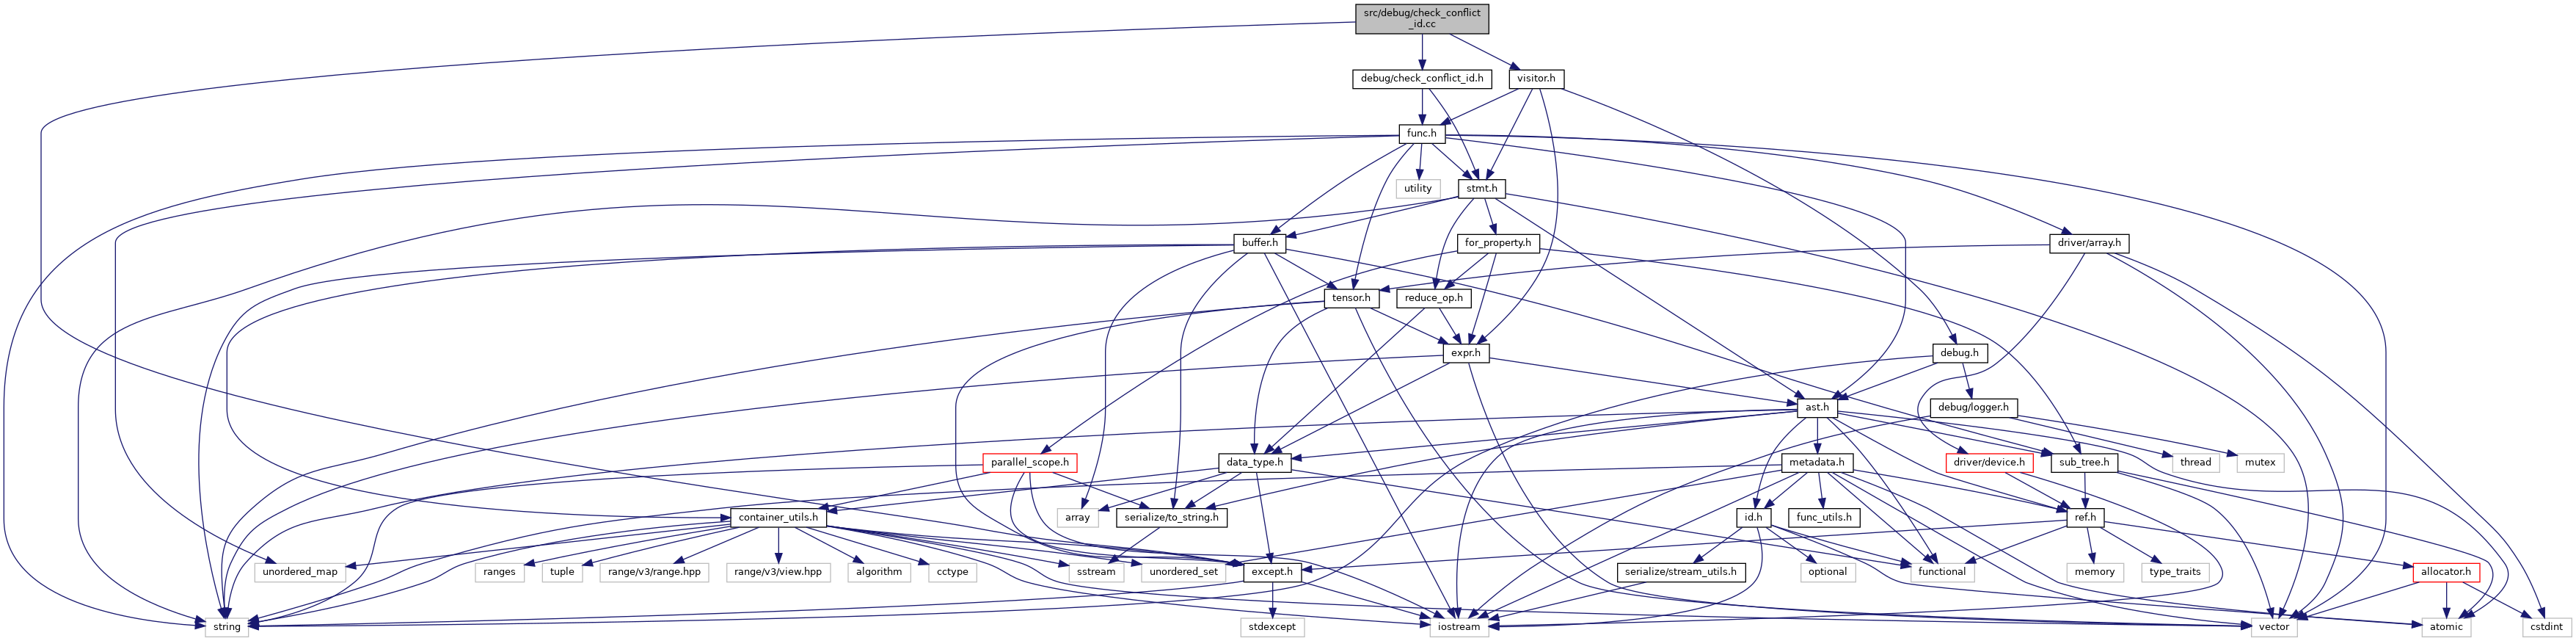 src/debug/check_conflict
_id.cc
debug/check_conflict_id.h
visitor.h
func.h
utility
stmt.h
buffer.h
for_property.h
driver/array.h
tensor.h
reduce_op.h
expr.h
debug.h
ast.h
debug/logger.h
parallel_scope.h
data_type.h
metadata.h
driver/device.h
sub_tree.h
thread
mutex
container_utils.h
array
serialize/to_string.h
id.h
func_utils.h
ref.h
unordered_map
ranges
tuple
range/v3/range.hpp
range/v3/view.hpp
algorithm
cctype
sstream
unordered_set
except.h
serialize/stream_utils.h
optional
functional
memory
type_traits
allocator.h
string
stdexcept
iostream
vector
atomic
cstdint